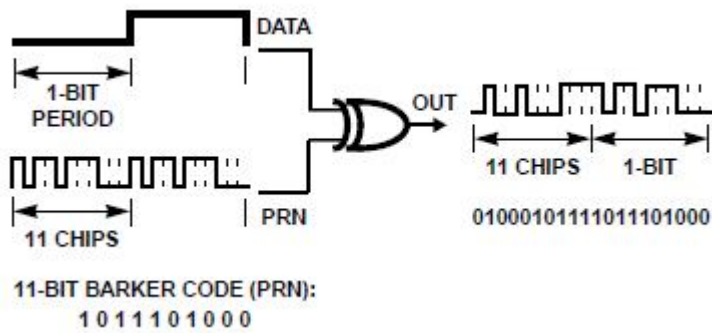 DATA
1-BIT
PERIOD
OUT
11 CHIPS 1-BIT
PRN
11 CHIPS
01000101111011101000
11-BIT BARKER CODE (PRN):
1 0 1 1 1 0 1 0 0 0